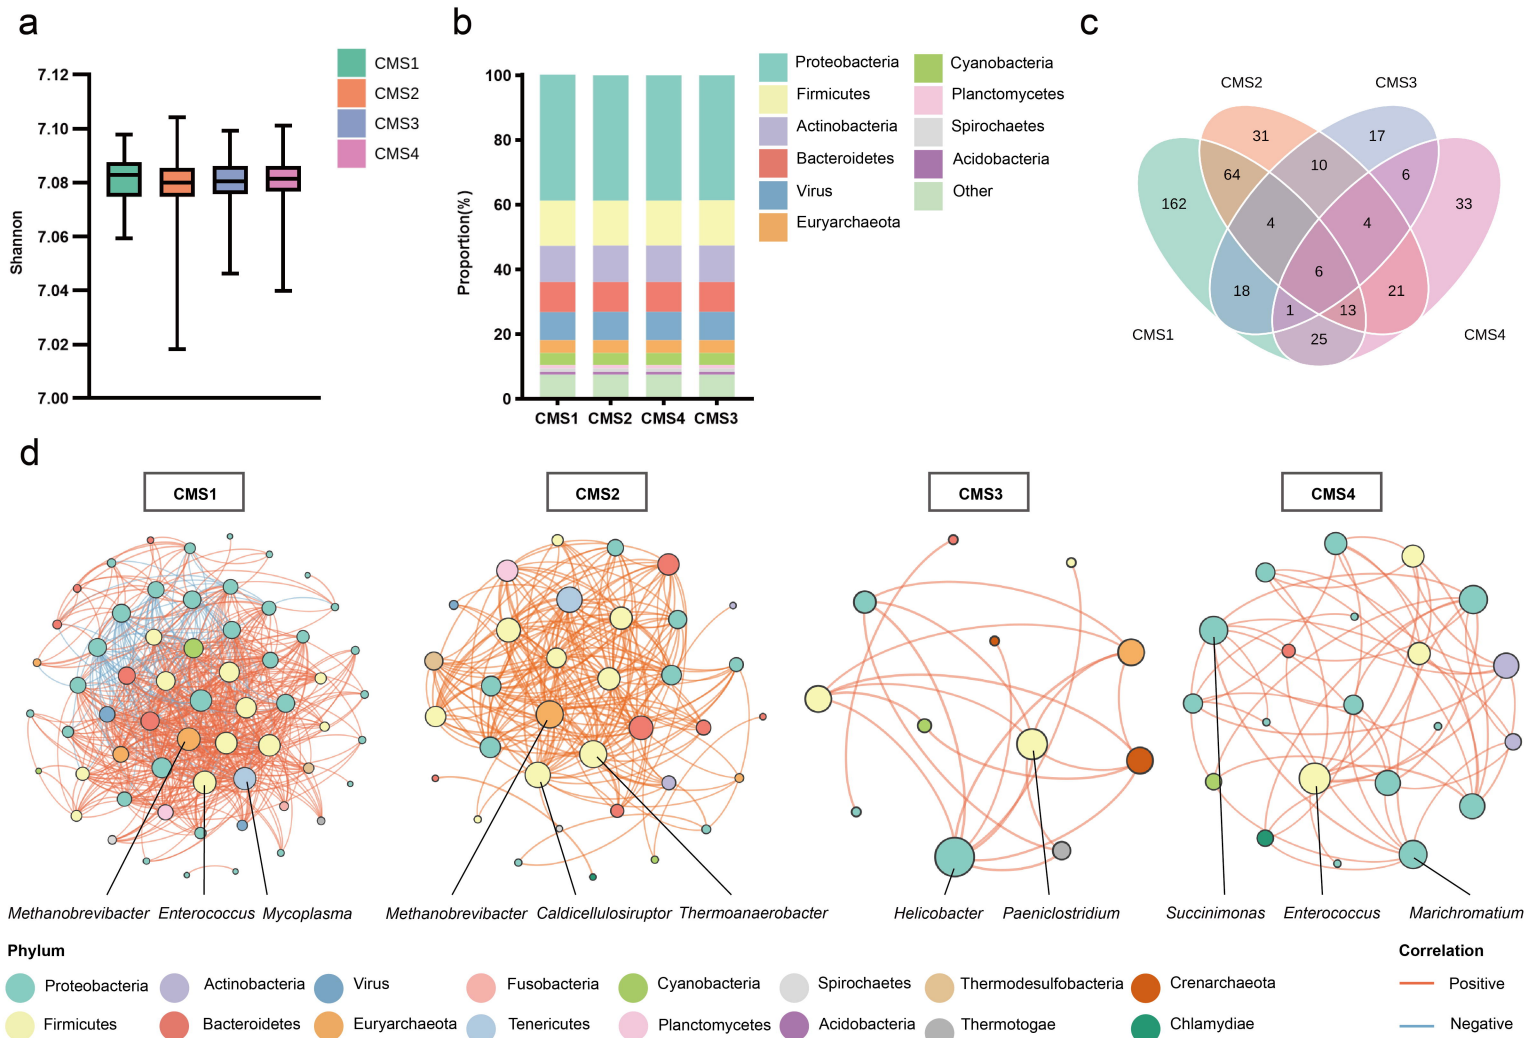 a
7.12
7.10
7.08
7.06
7.04
7.02
7.00
Shannon
CMS1
CMS2
CMS3
CMS4
b
100
80
60
40
20
0
Proportion(%)
CMS1 CMS2 CMS4 CMS3
Proteobacteria
Firmicutes
Actinobacteria
Bacteroidetes
Virus
Euryarchaeota
Cyanobacteria
Planctomycetes
Spirochaetes
Acidobacteria
Other
c
CMS2 CMS3
31 17
10
64 6
162 33
4 4
6
18 21
1 13
25
CMS1 CMS4
d
CMS1
CMS2
CMS3
CMS4
Methanobrevibacter Enterococcus Mycoplasma
Methanobrevibacter Caldicellulosiruptor Thermoanaerobacter
Helicobacter Paeniclostridium
Succinimonas Enterococcus Marichromatium
Phylum
Proteobacteria Actinobacteria Virus Fusobacteria Cyanobacteria Spirochaetes Thermodesulfobacteria Crenarchaeota
Firmicutes Bacteroidetes Euryarchaeota Tenericutes Planctomycetes Acidobacteria Thermotogae Chlamydiae
Correlation
Positive
Negative